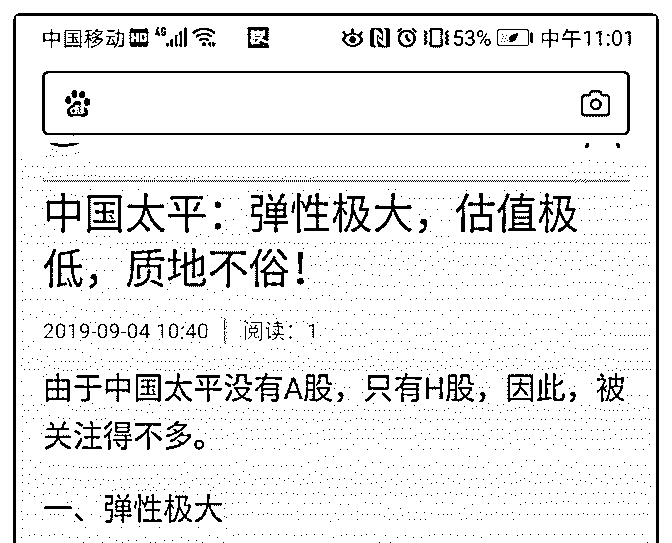 中国移动 HD 4G 53% 中午11:01
中国太平：弹性极大，估值极
低，质地不俗！
2019-09-04 10:40 | 阅读：1
由于中国太平没有A股，只有H股，因此，被
关注得不多。
一、弹性极大